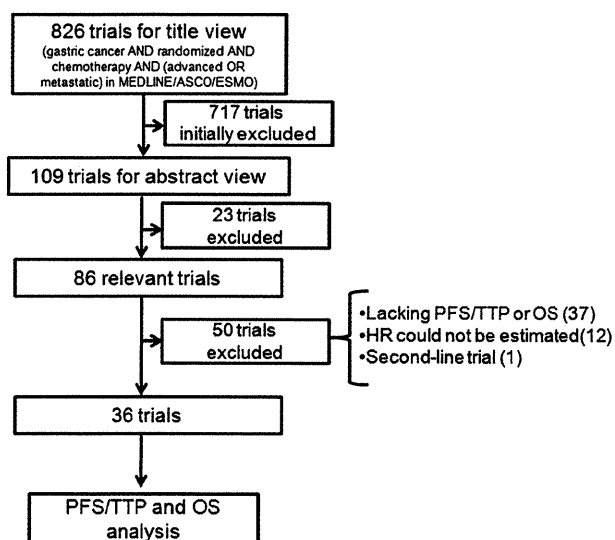 826 trials for title view
(gastric cancer AND randomized AND
chemotherapy AND (advanced OR
metastatic) in MEDLINE/ASCO/ESMO)
717 trials
initially excluded
109 trials for abstract view
23 trials
excluded
86 relevant trials
50 trials
excluded
•Lacking PFS/TTP or OS (37)
•HR could not be estimated(12)
•Second-line trial (1)
36 trials
PFS/TTP and OS
analysis